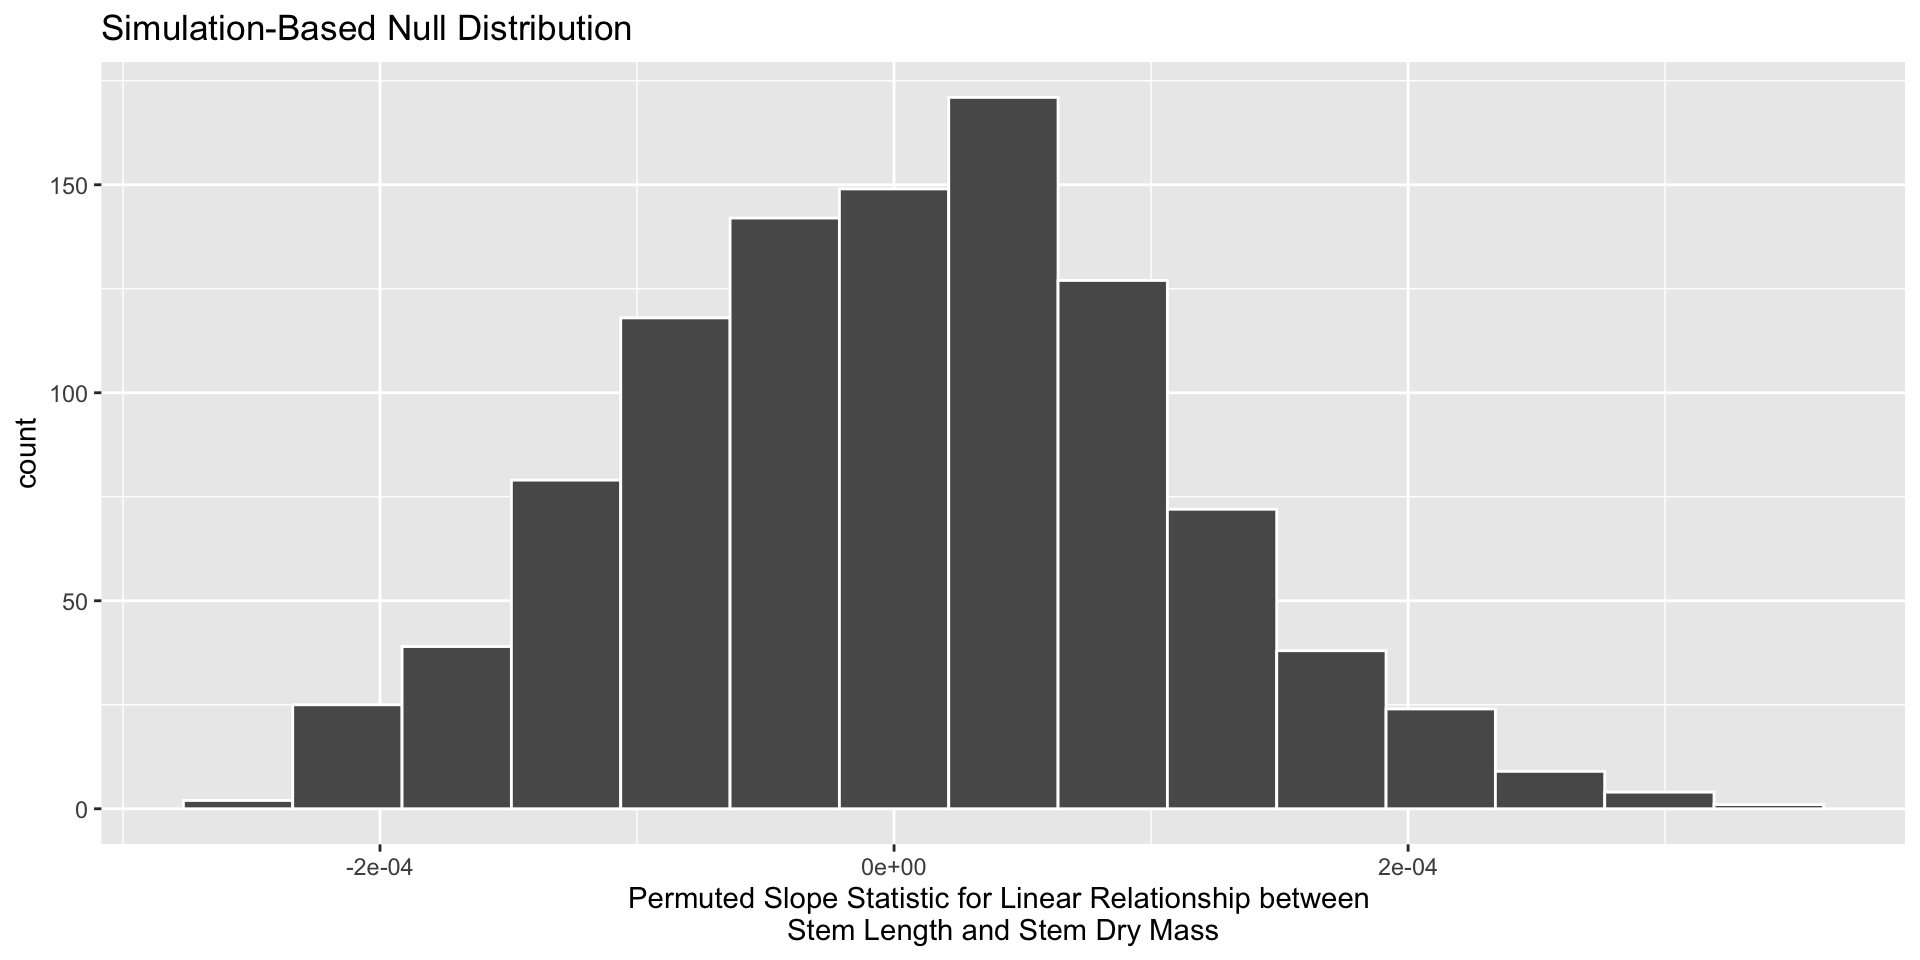 Simulation-Based Null Distribution
150
100
50
0
count
-2e-04
0e+00
2e-04
Permuted Slope Statistic for Linear Relationship between
Stem Length and Stem Dry Mass